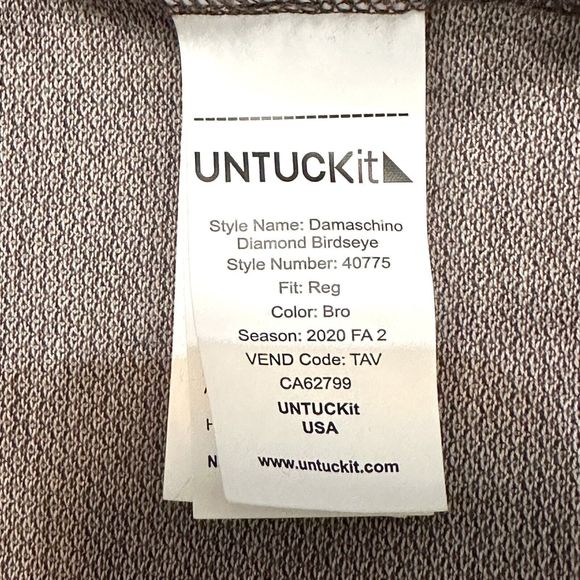 UNTUCKit
Style Name: Damaschino
Diamond Birdseye
Style Number: 40775
Fit: Reg
Color: Bro
Season: 2020 FA 2
VEND Code: TAV
CA62799
UNTUCKit
USA
www.untuckit.com